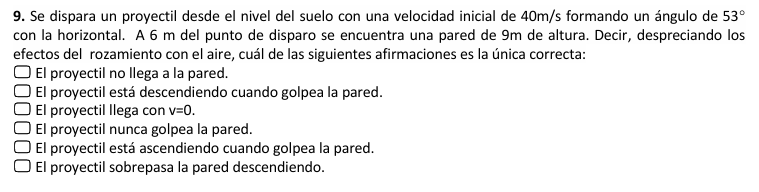 9. Se dispara un proyectil desde el nivel del suelo con una velocidad inicial de 40m/s formando un ángulo de 53°
con la horizontal. A 6 m del punto de disparo se encuentra una pared de 9m de altura. Decir, despreciando los
efectos del rozamiento con el aire, cuál de las siguientes afirmaciones es la única correcta:
▢ El proyectil no llega a la pared.
▢ El proyectil está descendiendo cuando golpea la pared.
▢ El proyectil llega con v=0.
▢ El proyectil nunca golpea la pared.
▢ El proyectil está ascendiendo cuando golpea la pared.
▢ El proyectil sobrepasa la pared descendiendo.